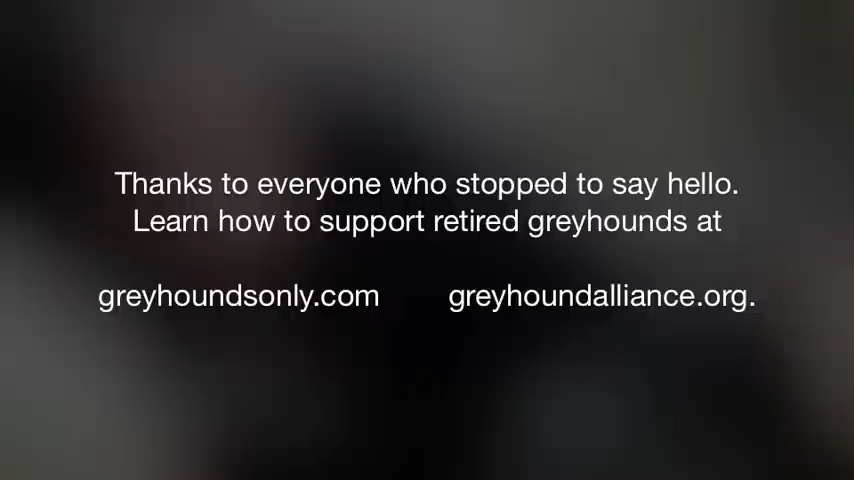 Thanks to everyone who stopped to say hello.
Learn how to support retired greyhounds at
greyhoundsonly.com greyhoundalliance.org.